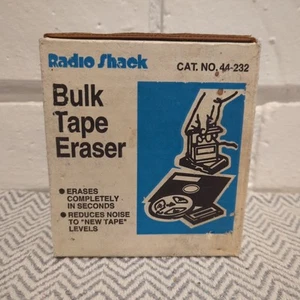 Radio Shack
CAT. NO. 44-232
Bulk
Tape
Eraser
● ERASES
COMPLETELY
IN SECONDS
● REDUCES NOISE
TO "NEW TAPE"
LEVELS